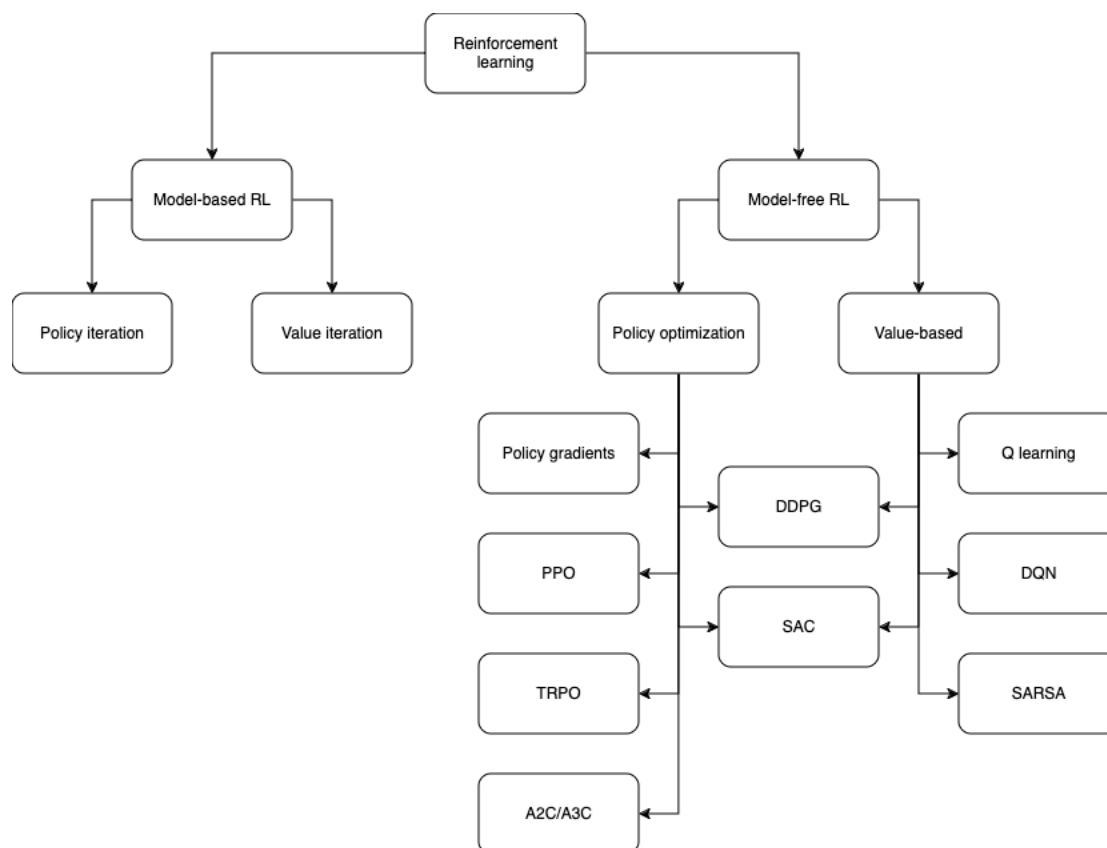 Reinforcement
learning
Model-based RL
Model-free RL
Policy iteration
Value iteration
Policy optimization
Value-based
Policy gradients
Q learning
DDPG
PPO
DQN
SAC
TRPO
SARSA
A2C/A3C